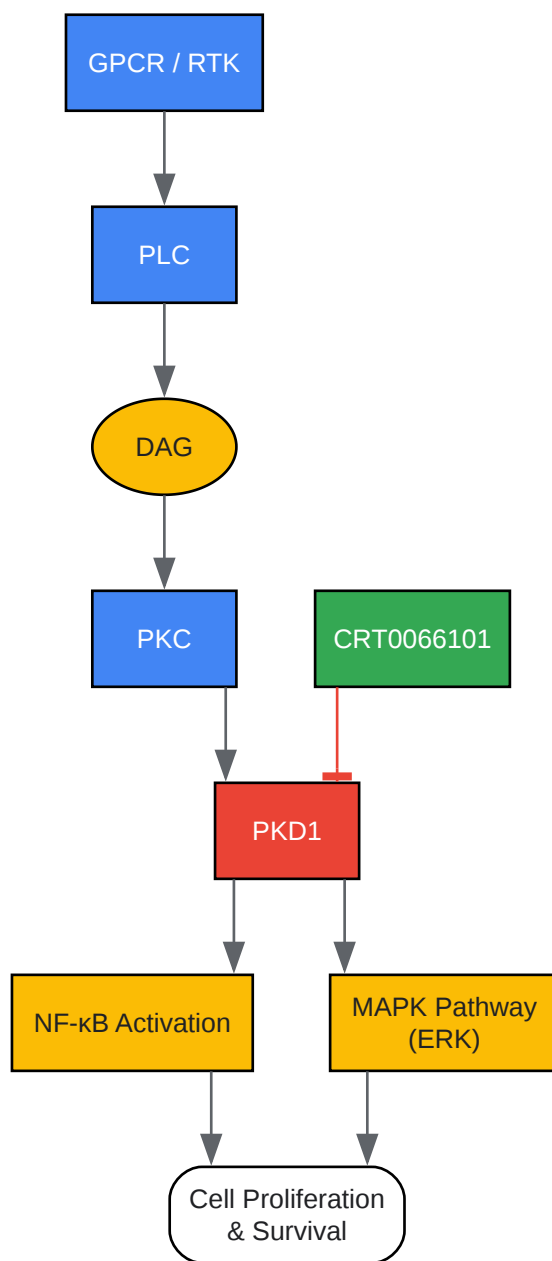 GPCR / RTK
PLC
DAG
PKC
CRT0066101
PKD1
NF-κB Activation
MAPK Pathway
(ERK)
Cell Proliferation
& Survival